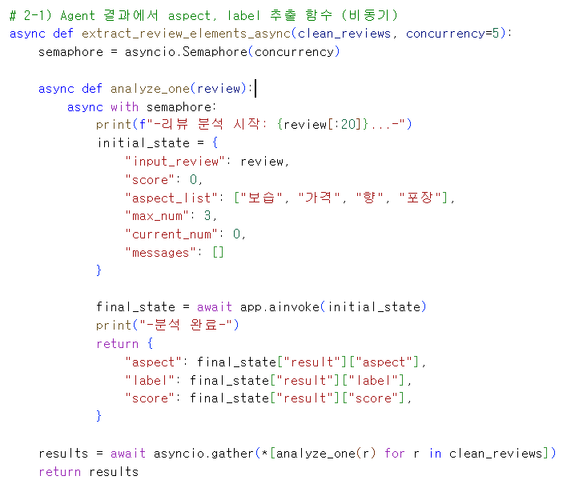 # 2-1) Agent 결과에서 aspect, label 추출 함수 (비동기)
async def extract_review_elements_async(clean_reviews, concurrency=5):
    semaphore = asyncio.Semaphore(concurrency)

    async def analyze_one(review):
        async with semaphore:
            print(f"-리뷰 분석 시작: {review[:20]}...-")
            initial_state = {
                "input_review": review,
                "score": 0,
                "aspect_list": ["보습", "가격", "향", "포장"],
                "max_num": 3,
                "current_num": 0,
                "messages": []
            }

            final_state = await app.ainvoke(initial_state)
            print("-분석 완료-")
            return {
                "aspect": final_state["result"]["aspect"],
                "label": final_state["result"]["label"],
                "score": final_state["result"]["score"],
            }

    results = await asyncio.gather(*[analyze_one(r) for r in clean_reviews])
    return results